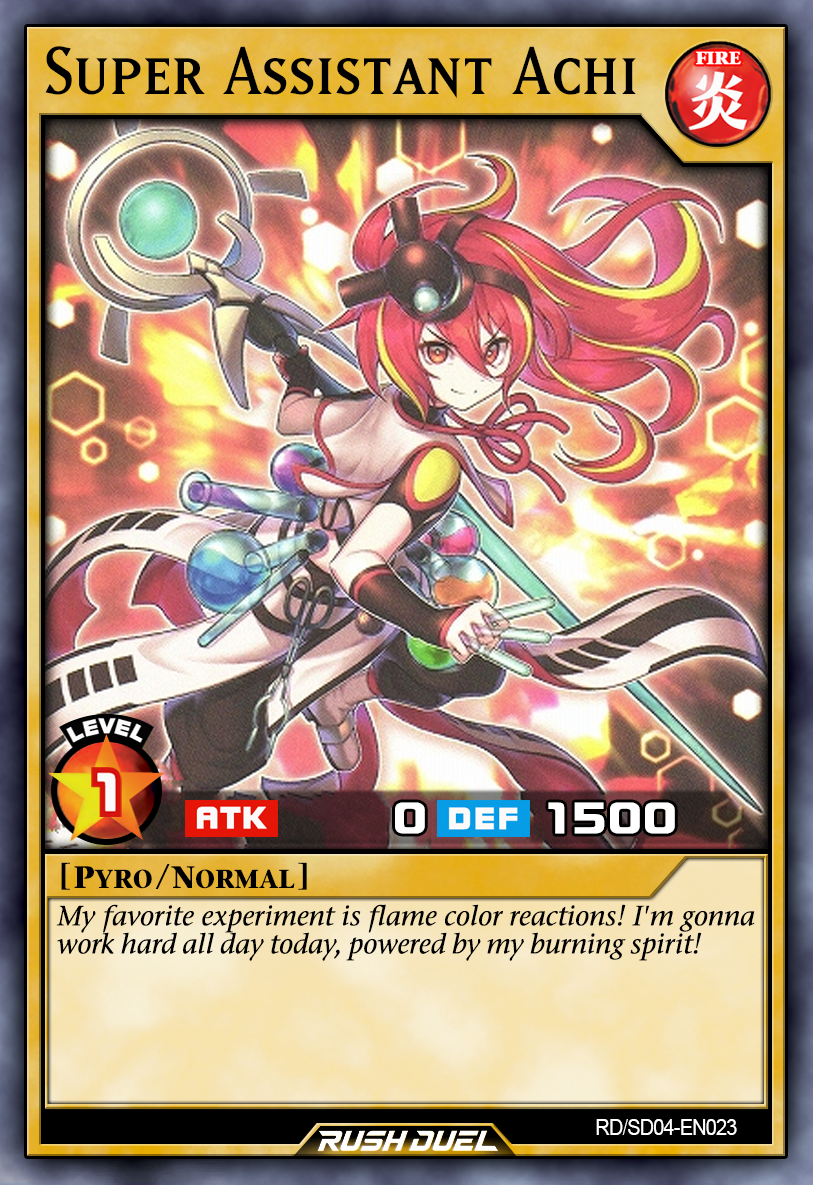 Super Assistant Achi
FIRE
炎
LEVEL
1
ATK 0 DEF 1500
[Pyro/Normal]
My favorite experiment is flame color reactions! I'm gonna
work hard all day today, powered by my burning spirit!
RUSH DUEL
RD/SD04-EN023